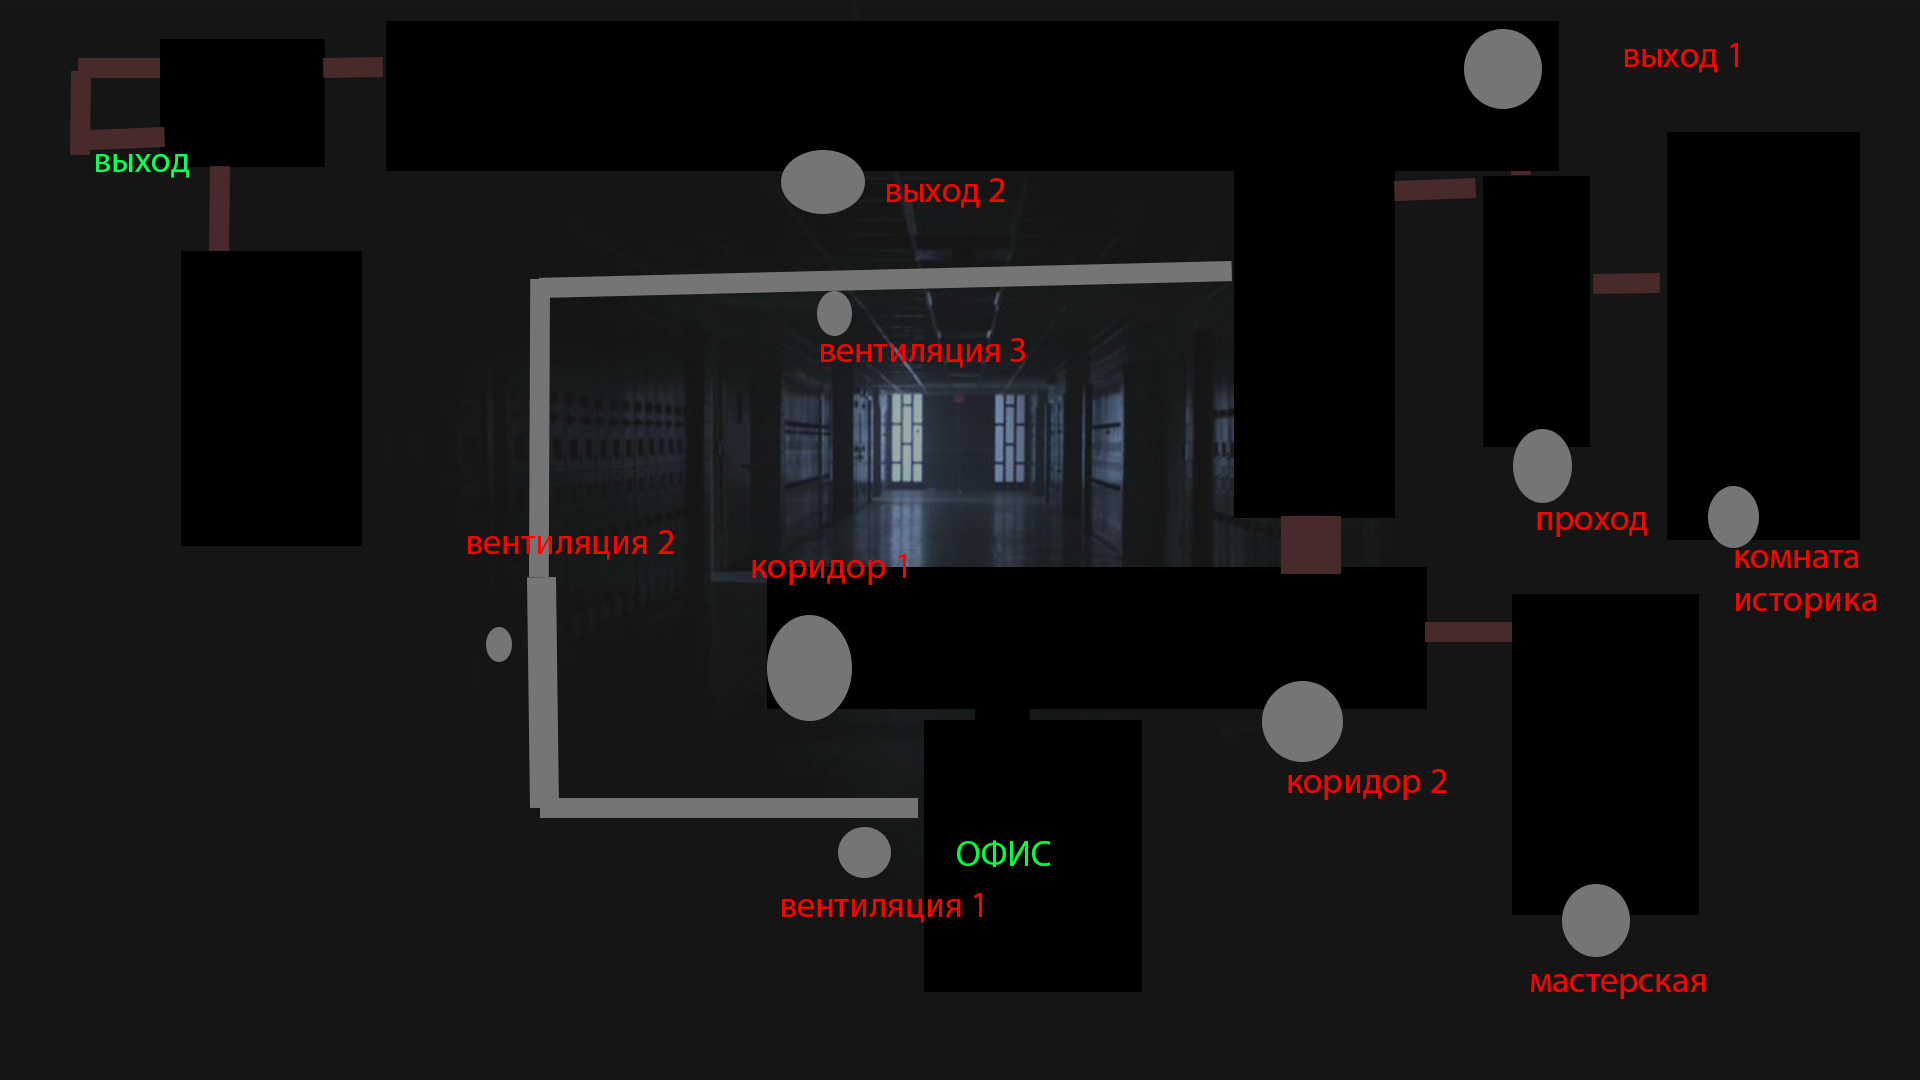 выход 1
выход
выход 2
вентиляция 3
проход
вентиляция 2
коридор 1
комната
историка
коридор 2
ОФИС
вентиляция 1
мастерская